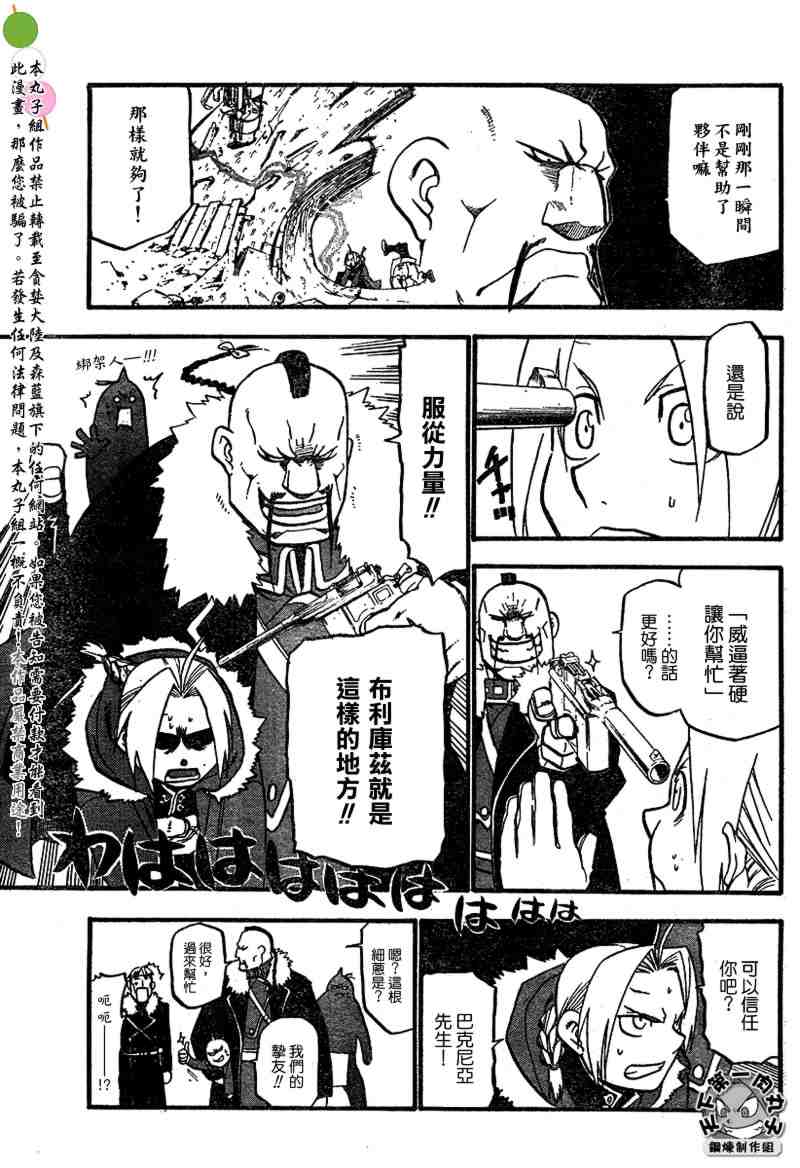 剛剛那一瞬間
不是幫助了
夥伴嘛
那樣就夠了！
還是說
「威逼著硬
讓你幫忙」
……的話
更好嗎？
服從力量!!
綁架人—!!!
布利庫茲就是
這樣的地方!!
わはははははははは
可以信任
你吧？
巴克尼亞
先生！
嗯？這根
細蔥是？
我們的
摯友!!
很好，
過來幫忙
呃
呃——!?
本丸子組作品禁止轉載至貪婪大陸及森藍旗下的任何網站。如果您被告知需要付款才能看到
此漫畫，那麼您被騙了。若發生任何法律問題，本丸子組一概不負責！本作品嚴禁商業用途！
天下第一丸子
鋼煉制作組